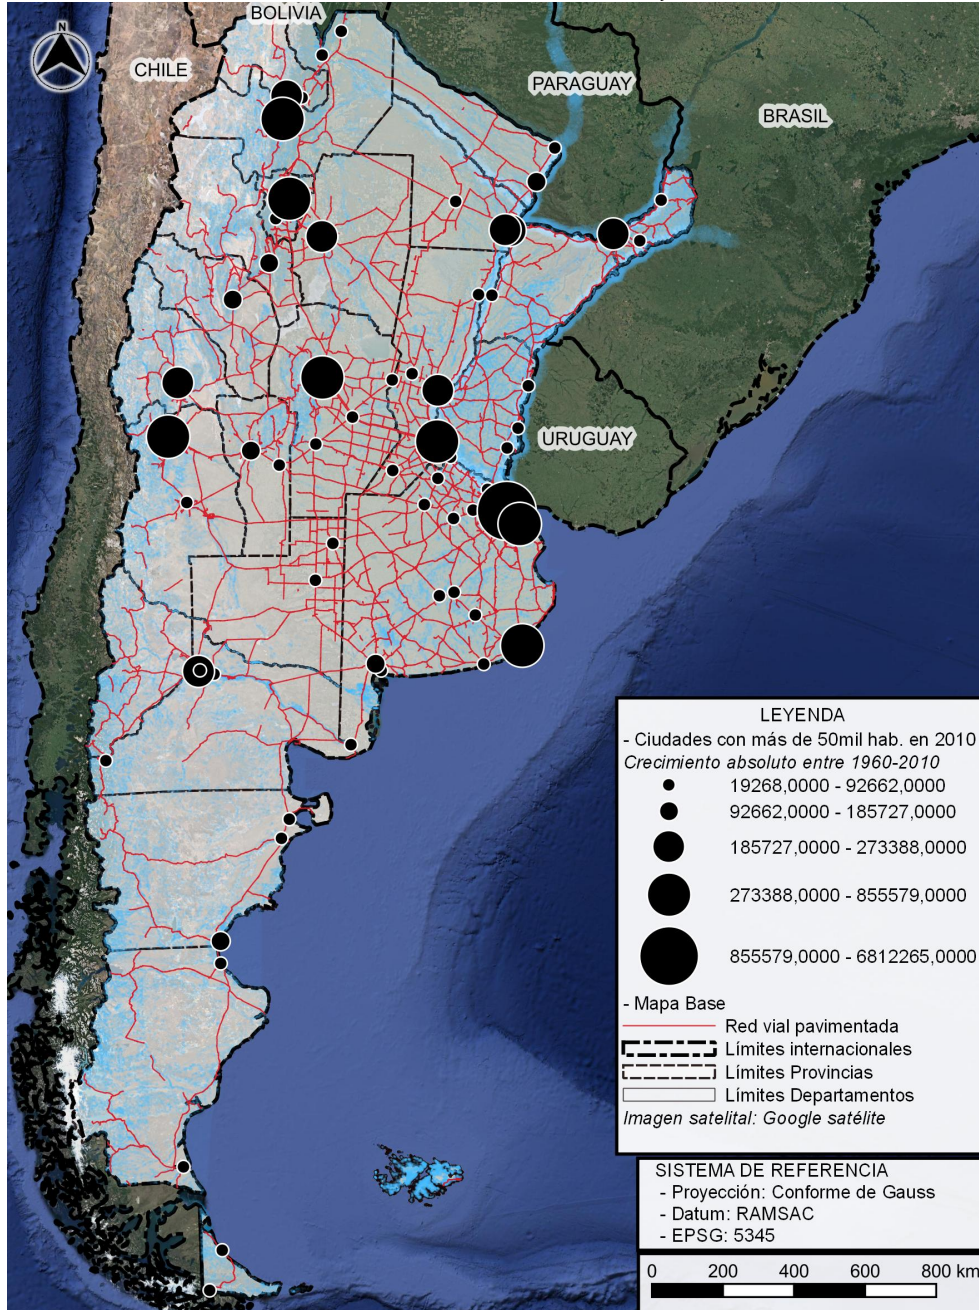 BOLIVIA
N
CHILE
PARAGUAY
BRASIL
URUGUAY
LEYENDA
- Ciudades con más de 50mil hab. en 2010
Crecimiento absoluto entre 1960-2010
19268,0000 - 92662,0000
92662,0000 - 185727,0000
185727,0000 - 273388,0000
273388,0000 - 855579,0000
855579,0000 - 6812265,0000
- Mapa Base
Red vial pavimentada
Límites internacionales
Límites Provincias
Límites Departamentos
Imagen satelital: Google satélite
SISTEMA DE REFERENCIA
- Proyección: Conforme de Gauss
- Datum: RAMSAC
- EPSG: 5345
0 200 400 600 800 km